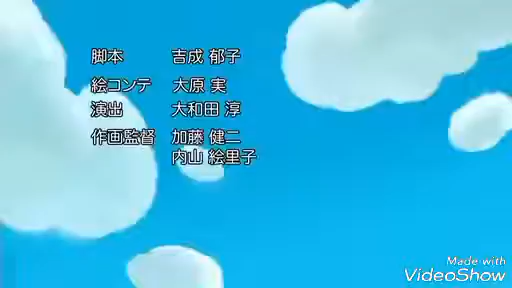 脚本 吉成 郁子
絵コンテ 大原 実
演出 大和田 淳
作画監督 加藤 健二
内山 絵里子
Made with
VideoShow